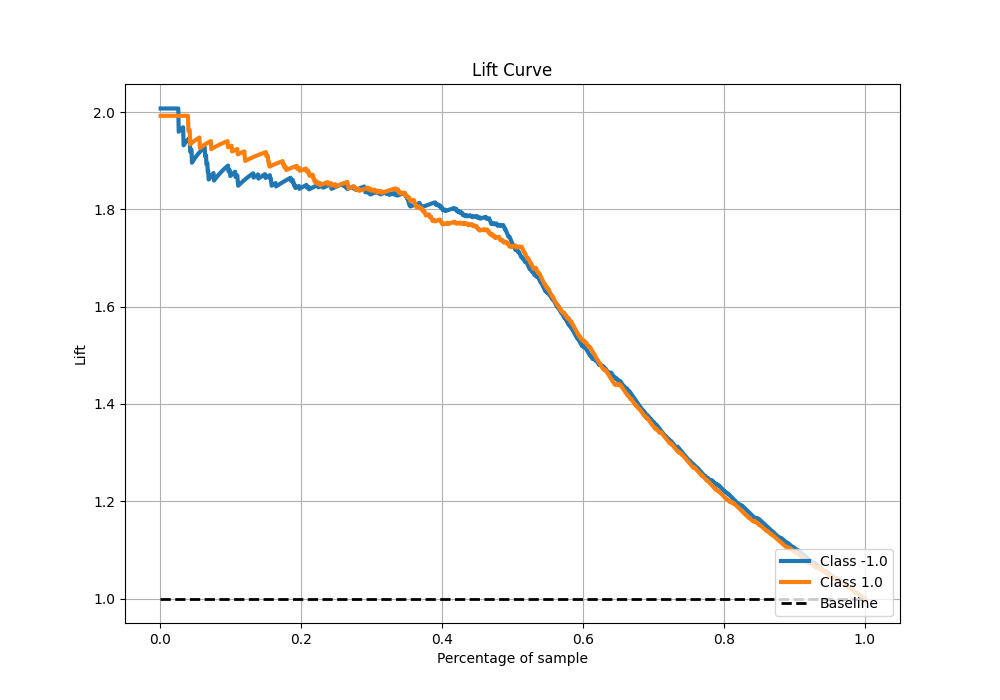 Lift Curve
2.0
1.8
1.6
1.4
1.2
1.0
Lift
0.0 0.2 0.4 0.6 0.8 1.0
Percentage of sample
Class -1.0
Class 1.0
Baseline